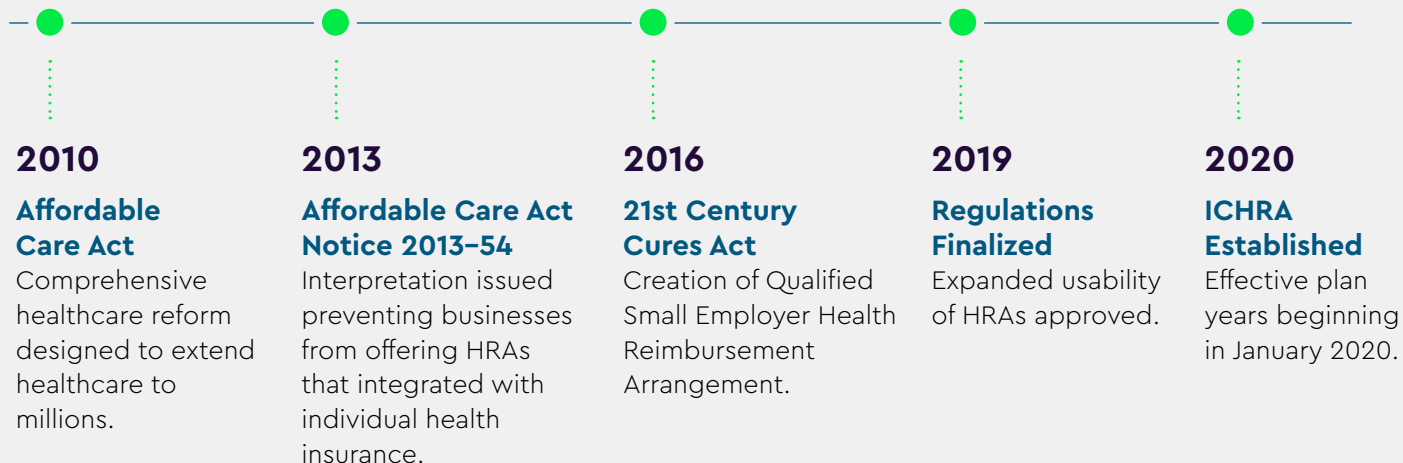 2010
Affordable
Care Act
Comprehensive
healthcare reform
designed to extend
healthcare to
millions.
2013
Affordable Care Act
Notice 2013–54
Interpretation issued
preventing businesses
from offering HRAs
that integrated with
individual health
insurance.
2016
21st Century
Cures Act
Creation of Qualified
Small Employer Health
Reimbursement
Arrangement.
2019
Regulations
Finalized
Expanded usability
of HRAs approved.
2020
ICHRA
Established
Effective plan
years beginning
in January 2020.